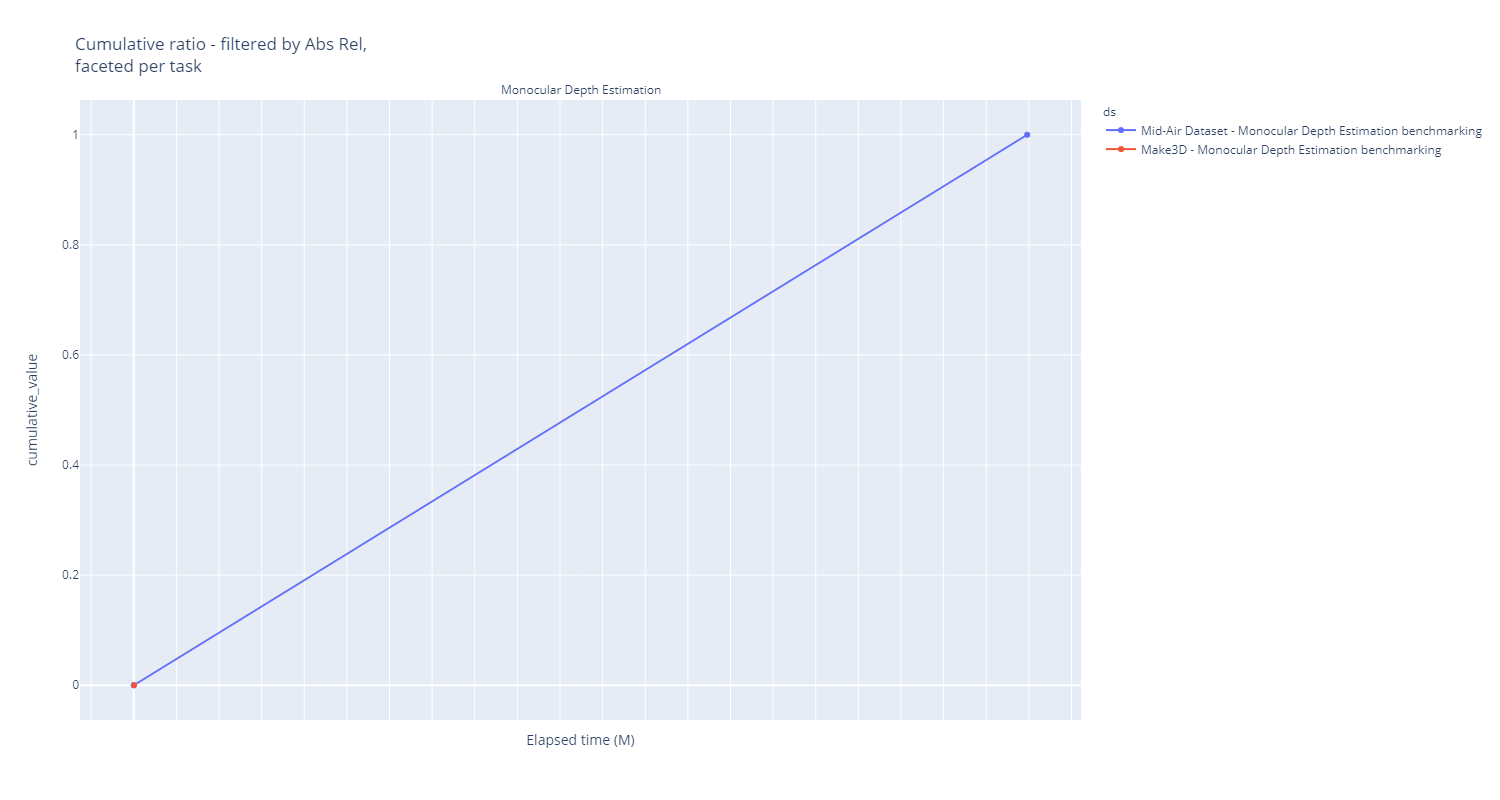 Cumulative ratio - filtered by Abs Rel,
faceted per task
Monocular Depth Estimation
ds
Mid-Air Dataset - Monocular Depth Estimation benchmarking
Make3D - Monocular Depth Estimation benchmarking
1
0.8
0.6
0.4
0.2
0
cumulative_value
Elapsed time (M)